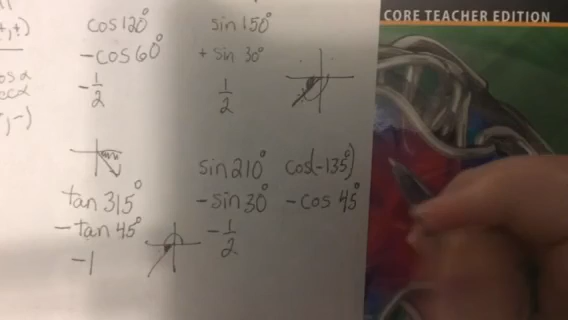 CORE TEACHER EDITION
cos 120° sin 150°
-cos 60° + sin 30°
-1/2 1/2
sin 210° cos(-135°)
tan 315° -sin 30° -cos 45°
-tan 45° -1/2
-1